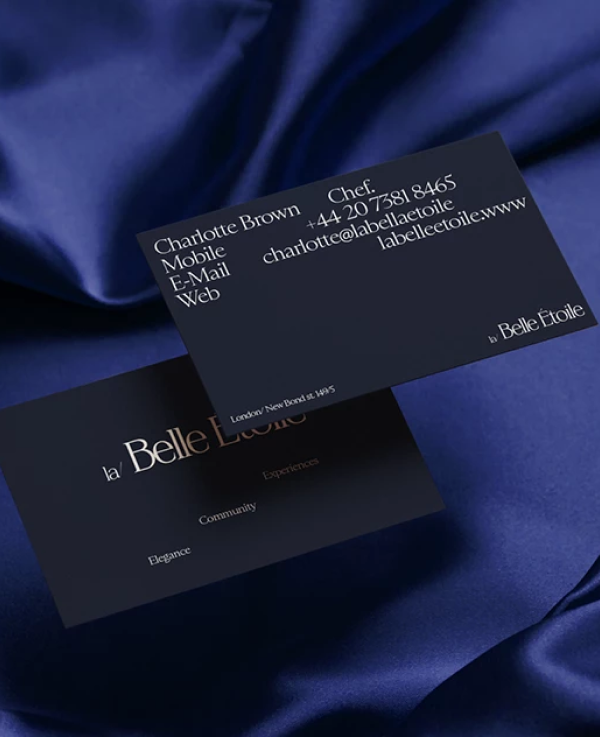 Charlotte Brown Chef.
Mobile +44 20 7381 8465
E-Mail charlotte@labellaetoile
Web labelleetoile.www
la/ Belle Étoile
London/ New Bond st. 149-5
la/ Belle Étoile
Experiences
Community
Elegance